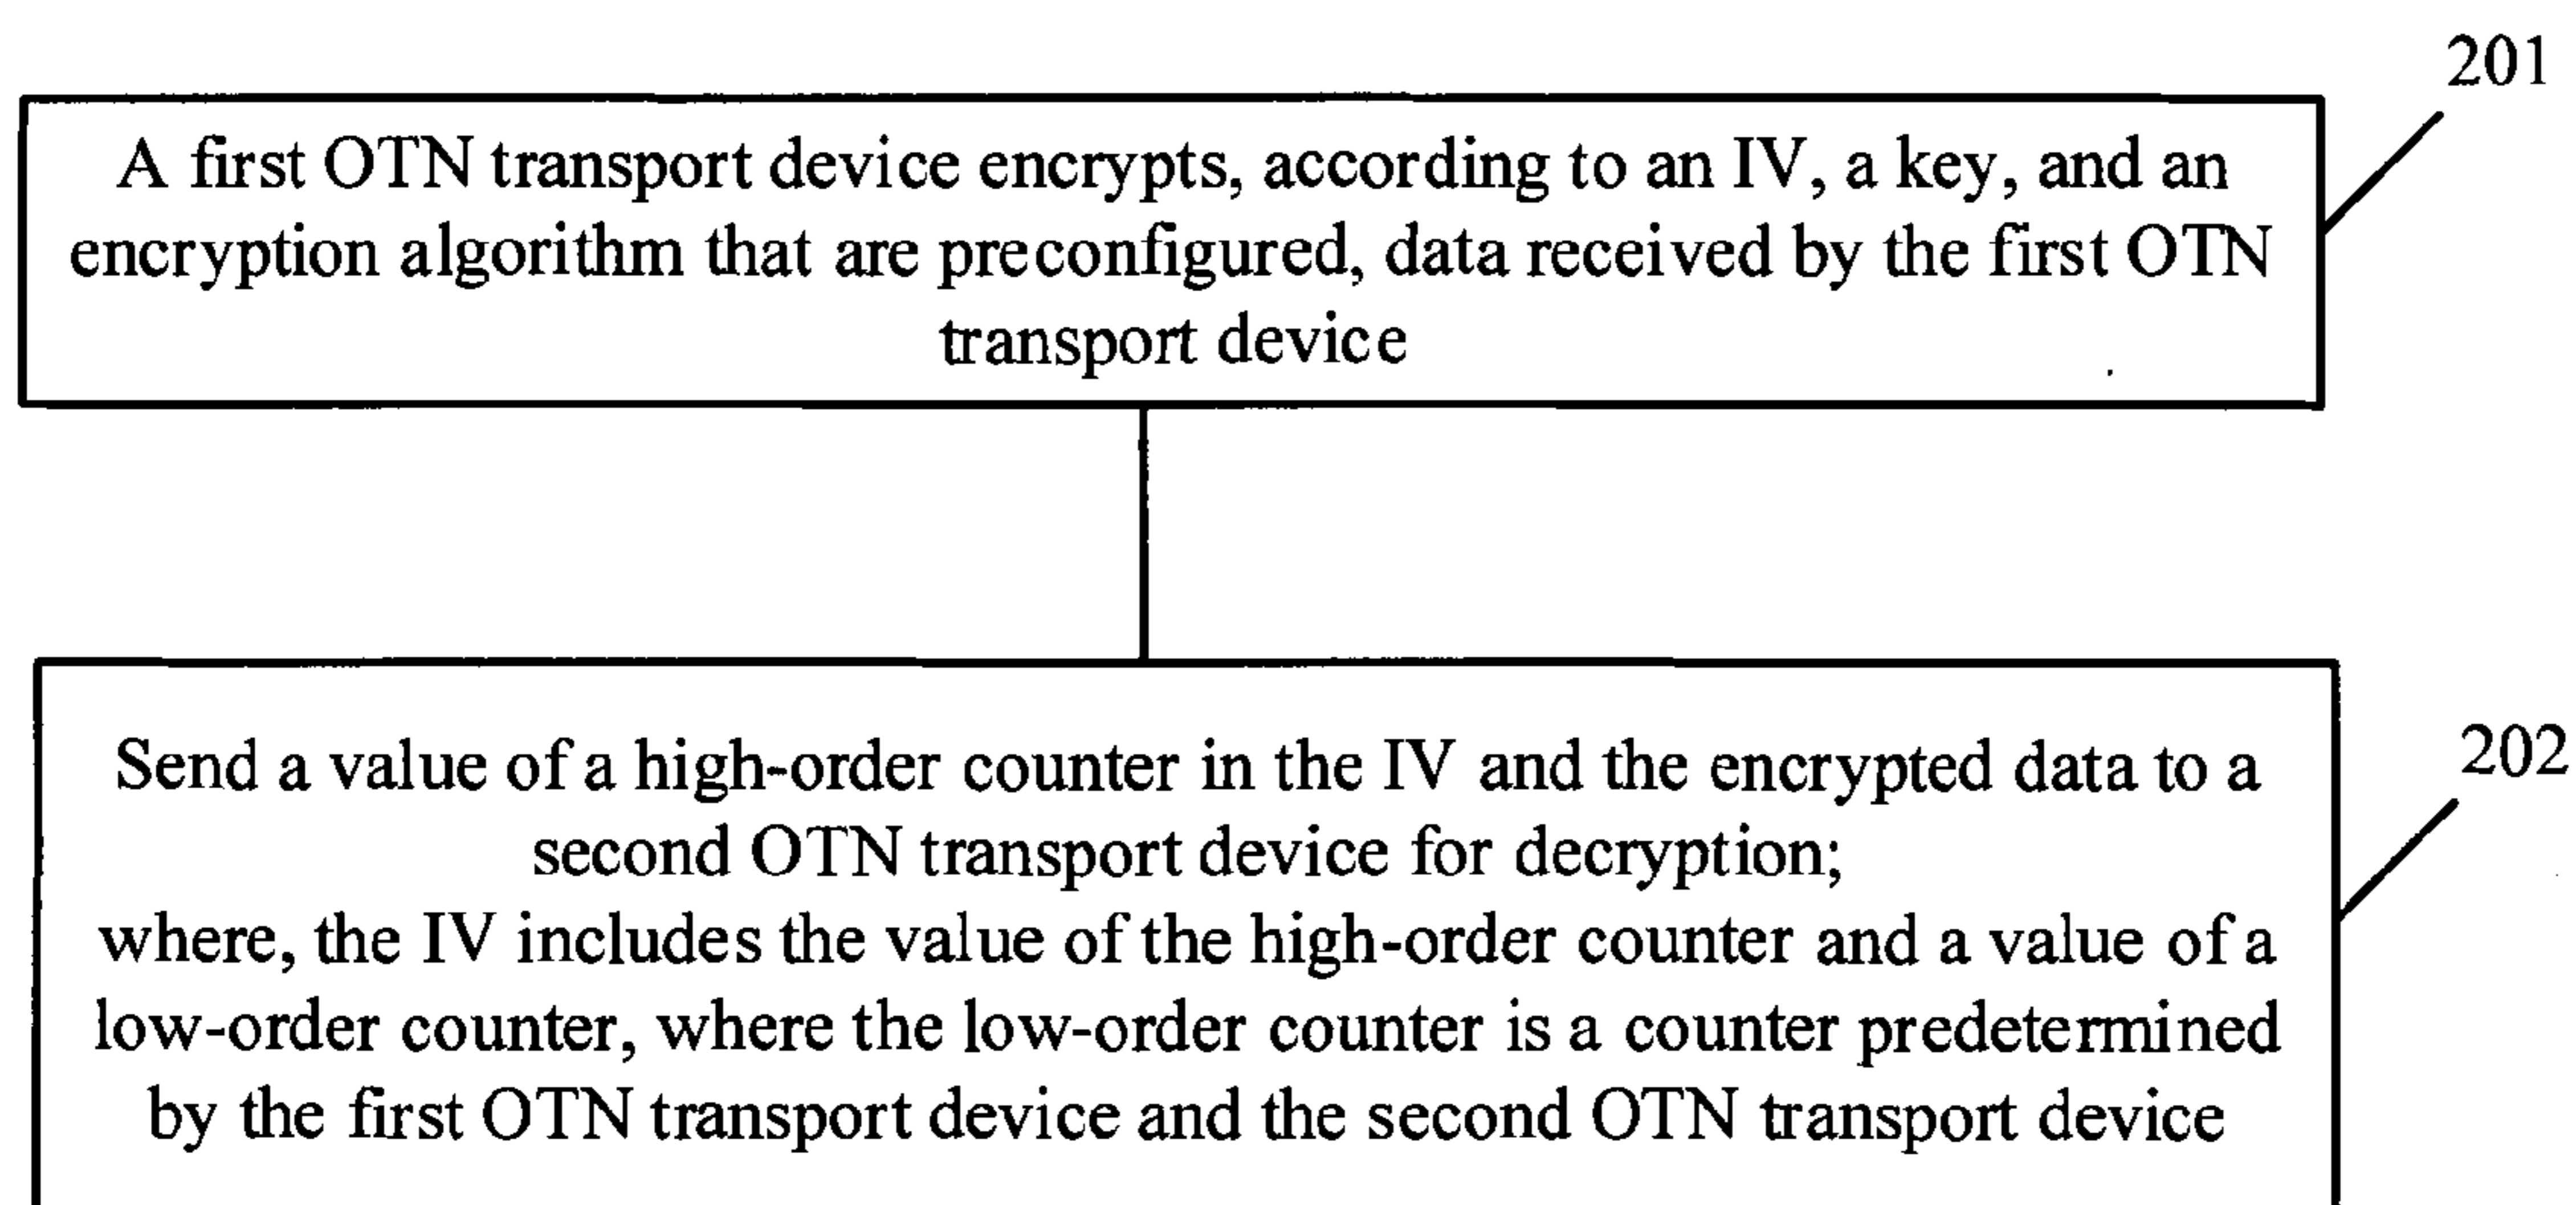 201
A first OTN transport device encrypts, according to an IV, a key, and an
encryption algorithm that are preconfigured, data received by the first OTN
transport device
Send a value of a high-order counter in the IV and the encrypted data to a
second OTN transport device for decryption;
where, the IV includes the value of the high-order counter and a value of a
low-order counter, where the low-order counter is a counter predetermined
by the first OTN transport device and the second OTN transport device
202